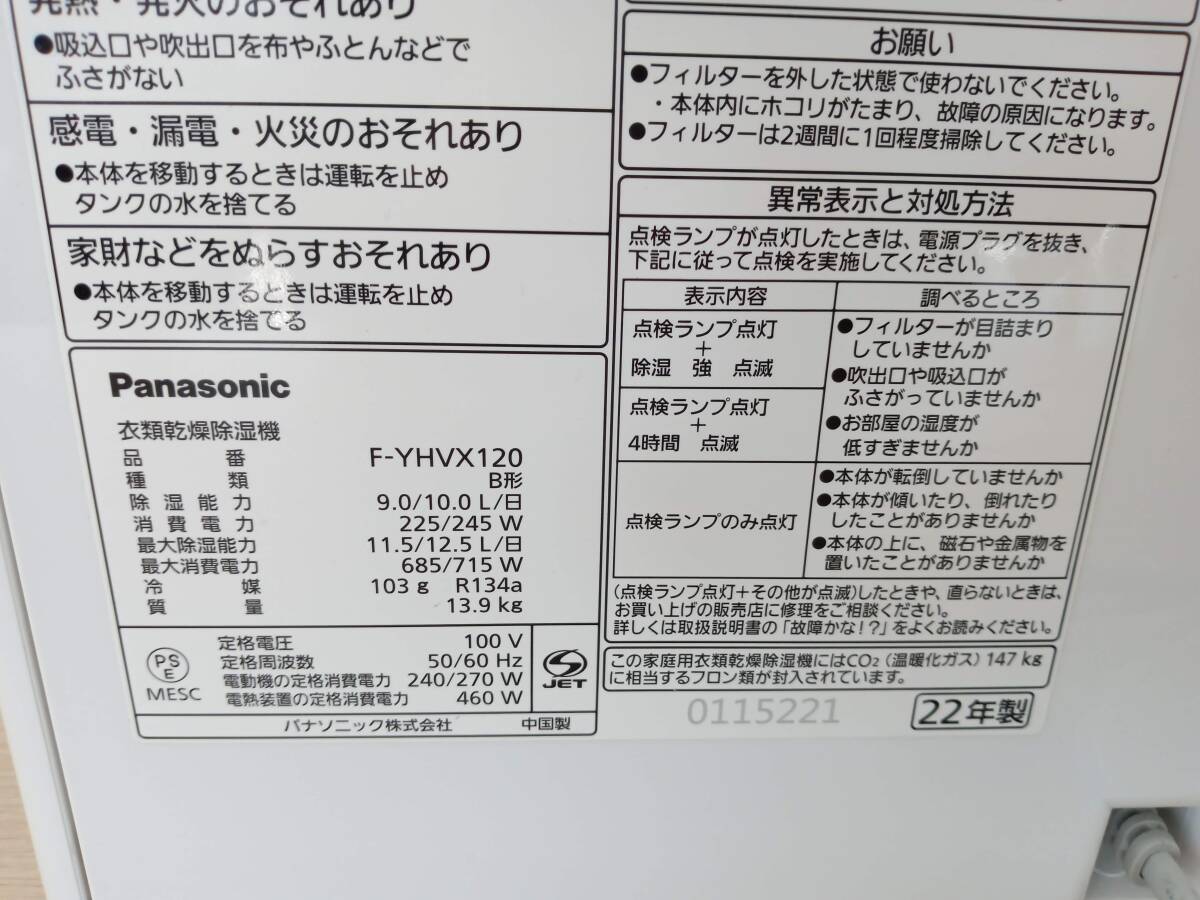 発熱・発火のおそれあり
●吸込口や吹出口を布やふとんなどで
ふさがない
感電・漏電・火災のおそれあり
●本体を移動するときは運転を止め
タンクの水を捨てる
家財などをぬらすおそれあり
●本体を移動するときは運転を止め
タンクの水を捨てる
Panasonic
衣類乾燥除湿機
品番 F-YHVX120
種類 B形
除湿能力 9.0/10.0 L/日
消費電力 225/245 W
最大除湿能力 11.5/12.5 L/日
最大消費電力 685/715 W
冷媒 103 g R134a
質量 13.9 kg
PSE
MESC
定格電圧 100 V
定格周波数 50/60 Hz
電動機の定格消費電力 240/270 W
電熱装置の定格消費電力 460 W
JET
パナソニック株式会社 中国製
お願い
●フィルターを外した状態で使わないでください。
・本体内にホコリがたまり、故障の原因になります。
●フィルターは2週間に1回程度掃除してください。
異常表示と対処方法
点検ランプが点灯したときは、電源プラグを抜き、
下記に従って点検を実施してください。
表示内容 調べるところ
点検ランプ点灯
+
除湿 強 点滅
点検ランプ点灯
+
4時間 点滅
●フィルターが目詰まり
していませんか
●吹出口や吸込口が
ふさがっていませんか
●お部屋の湿度が
低すぎませんか
点検ランプのみ点灯
●本体が転倒していませんか
●本体が傾いたり、倒れたり
したことがありませんか
●本体の上に、磁石や金属物を
置いたことがありませんか
(点検ランプ点灯+その他が点滅)したときや、直らないときは、
お買い上げの販売店に修理をご相談ください。
詳しくは取扱説明書の「故障かな!?」をよくお読みください。
この家庭用衣類乾燥除湿機にはCO₂(温暖化ガス)147 kg
に相当するフロン類が封入されています。
0115221
22年製